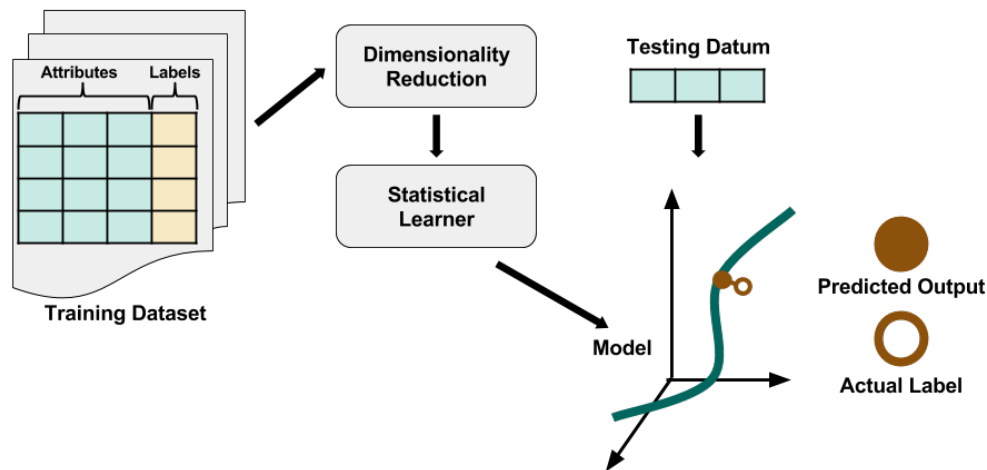 Attributes Labels
Training Dataset
Dimensionality
Reduction
Statistical
Learner
Testing Datum
Model
Predicted Output
Actual Label